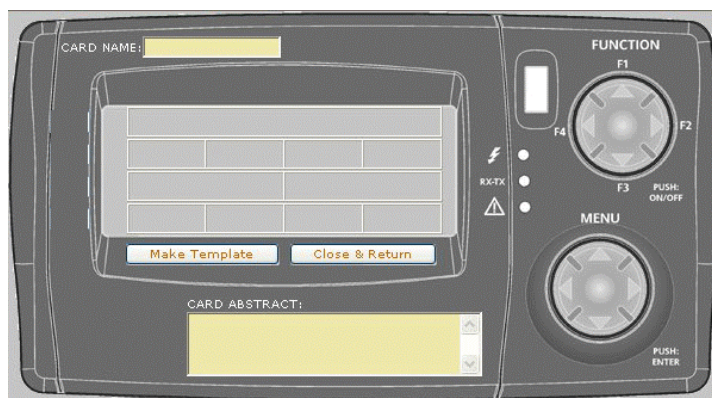 CARD NAME:
FUNCTION
F1
F4
F2
RX-TX
F3
PUSH:
ON/OFF
MENU
Make Template
Close & Return
CARD ABSTRACT:
PUSH:
ENTER